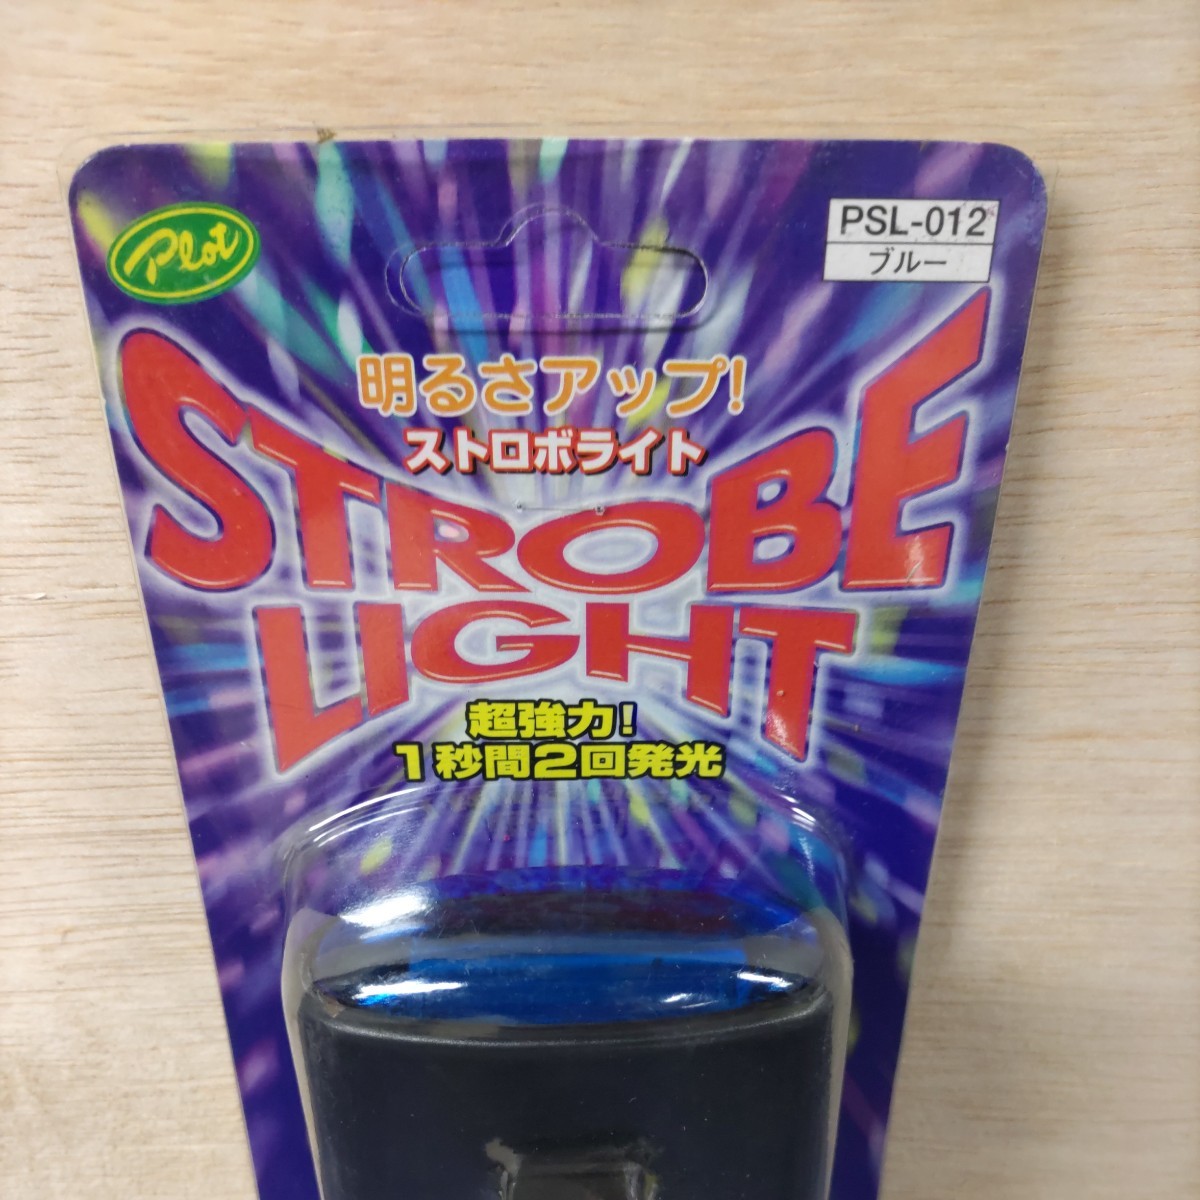 Plot
PSL-012
ブルー
明るさアップ!
ストロボライト
STROBE
LIGHT
超強力!
1秒間2回発光